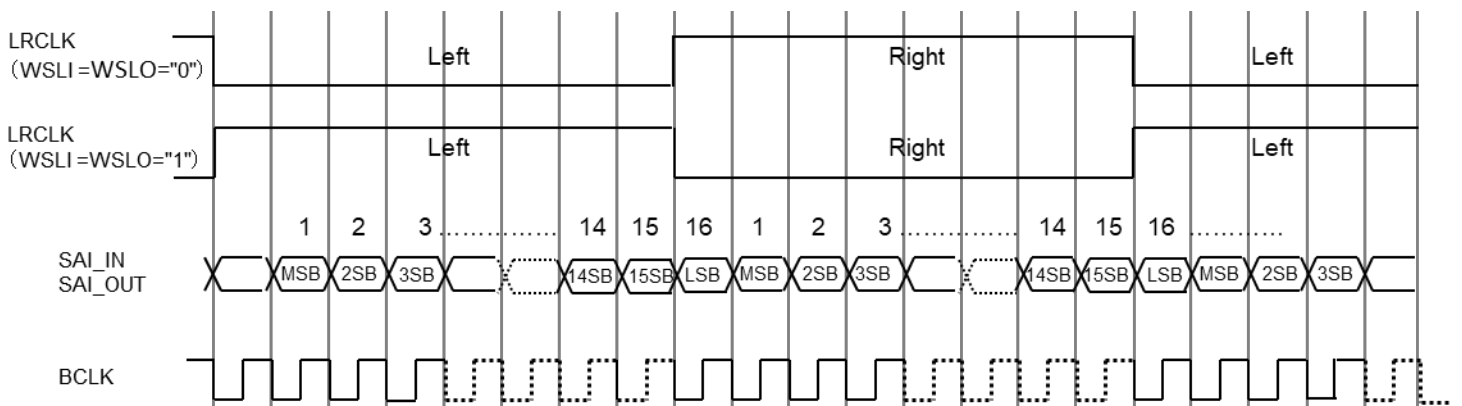 LRCLK
（WSLI =WSLO="0"）
Left Right Left
LRCLK
（WSLI =WSLO="1"）
Left Right Left
1 2 3 .............. 14 15 16 1 2 3 .............. 14 15 16 ...........
SAI_IN
SAI_OUT
MSB 2SB 3SB 14SB 15SB LSB MSB 2SB 3SB 14SB 15SB LSB MSB 2SB 3SB
BCLK